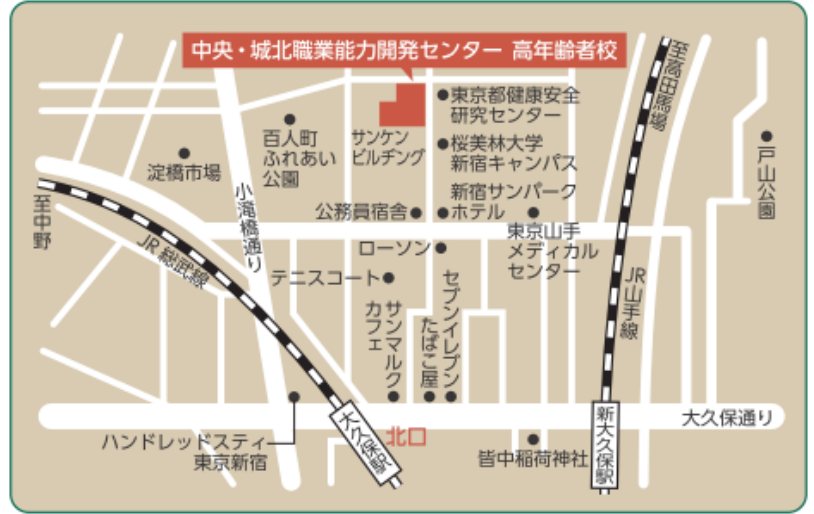 中央・城北職業能力開発センター 高年齢者校
至高田馬場
東京都健康安全
研究センター
百人町
ふれあい
公園
サンケン
ビルヂング
桜美林大学
新宿キャンパス
淀橋市場
戸山公園
小滝橋通り
新宿サンパーク
ホテル
公務員宿舎
至中野
東京山手
メディカル
センター
JR総武線
ローソン
テニスコート
JR山手線
サンマルク
カフェ
たばこ屋
セブンイレブン
大久保通り
ハンドレッドスティ
東京新宿
大久保駅
北口
皆中稲荷神社
新大久保駅